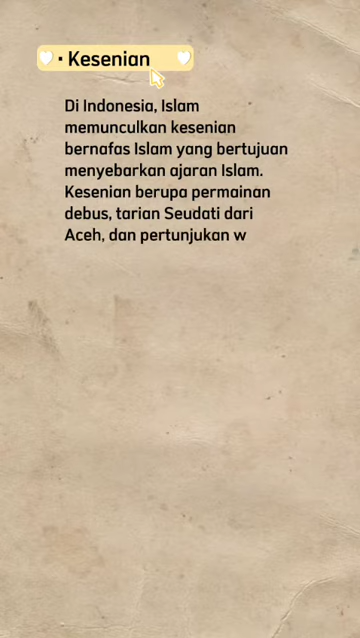 · Kesenian
Di Indonesia, Islam
memunculkan kesenian
bernafas Islam yang bertujuan
menyebarkan ajaran Islam.
Kesenian berupa permainan
debus, tarian Seudati dari
Aceh, dan pertunjukan w